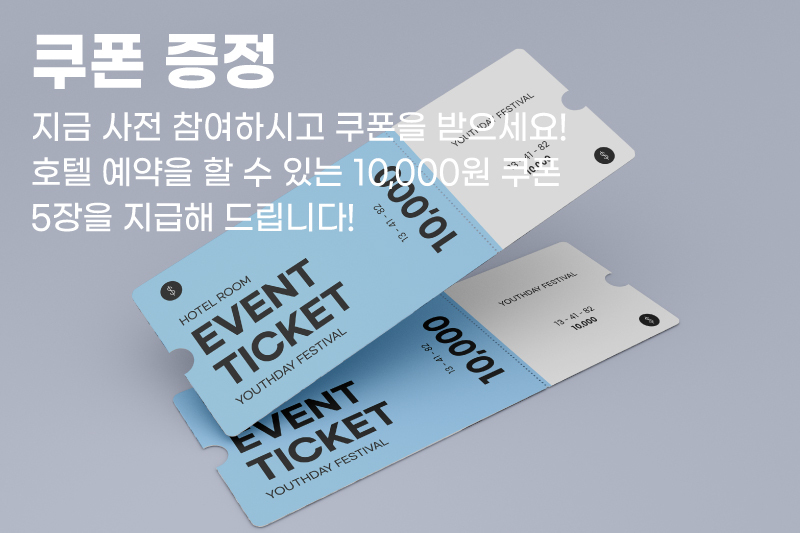 쿠폰 증정
지금 사전 참여하시고 쿠폰을 받으세요!
호텔 예약을 할 수 있는 10,000원 쿠폰
5장을 지급해 드립니다!
YOUTHDAY FESTIVAL
13 - 41 - 82
10,000
$
10,000
13 - 41 - 82
$
HOTEL ROOM
EVENT
TICKET
YOUTHDAY FESTIVAL
YOUTHDAY FESTIVAL
13 - 41 - 82
10,000
$
10,000
13 - 41 - 82
EVENT
TICKET
YOUTHDAY FESTIVAL